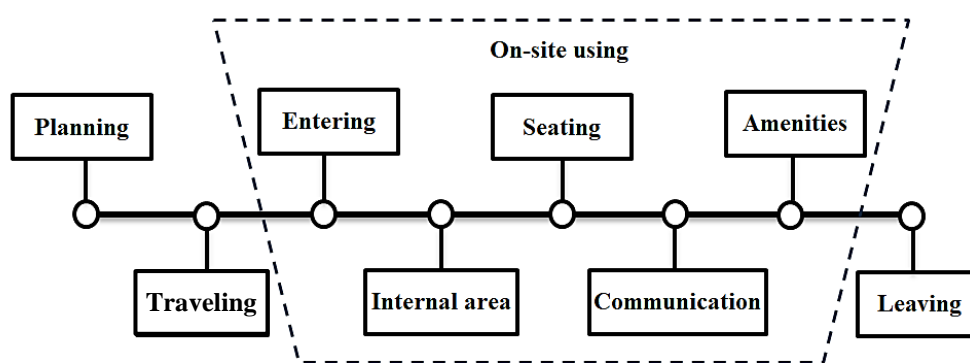 On-site using
Planning
Entering
Seating
Amenities
Traveling
Internal area
Communication
Leaving